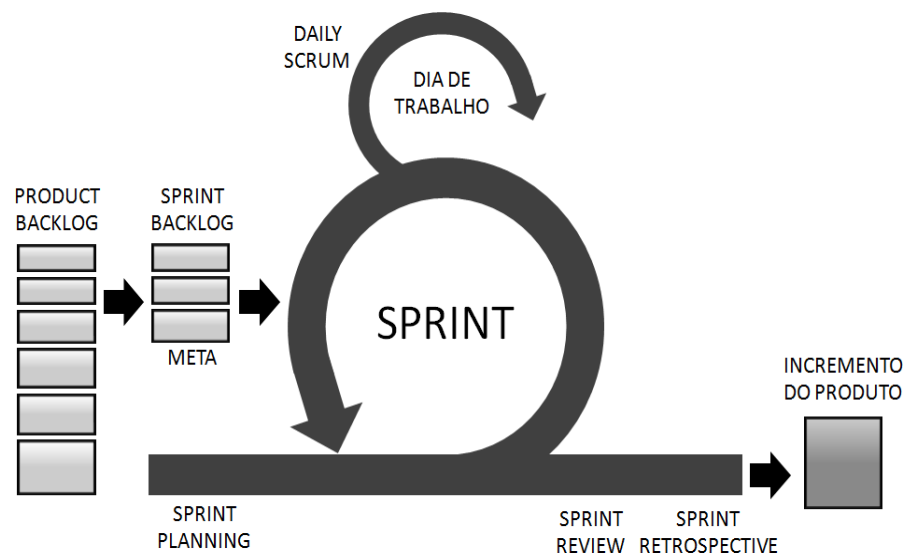 DAILY
SCRUM
DIA DE
TRABALHO
PRODUCT
BACKLOG
SPRINT
BACKLOG
META
SPRINT
INCREMENTO
DO PRODUTO
SPRINT
PLANNING
SPRINT
REVIEW
SPRINT
RETROSPECTIVE